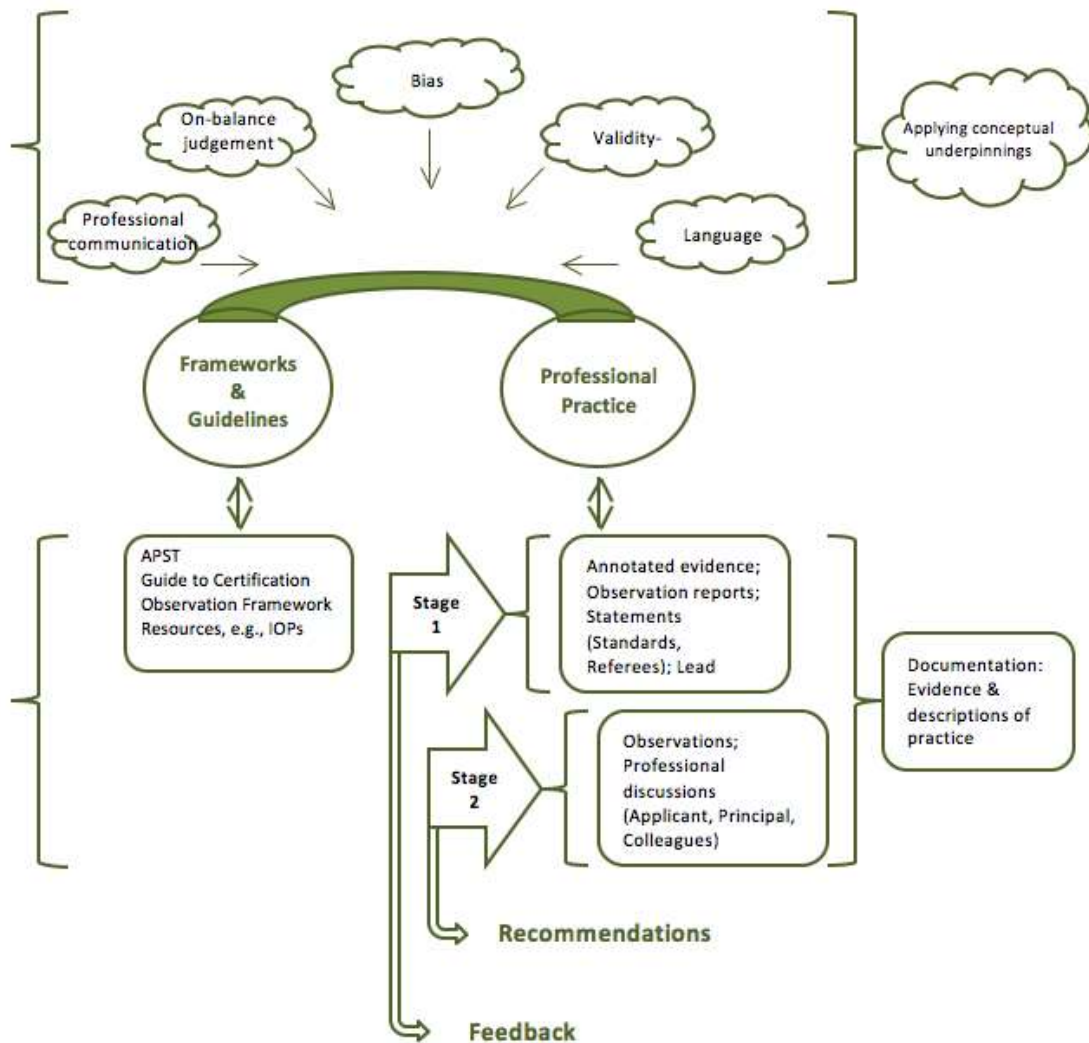 Bias
On-balance
judgement
Validity-
Applying conceptual
underpinnings
Professional
communication
Language
Frameworks
&
Guidelines
Professional
Practice
APST
Guide to Certification
Observation Framework
Resources, e.g., IOPs
Stage
1
Annotated evidence;
Observation reports;
Statements
(Standards,
Referees); Lead
Documentation:
Evidence &
descriptions of
practice
Stage
2
Observations;
Professional
discussions
(Applicant, Principal,
Colleagues)
Recommendations
Feedback